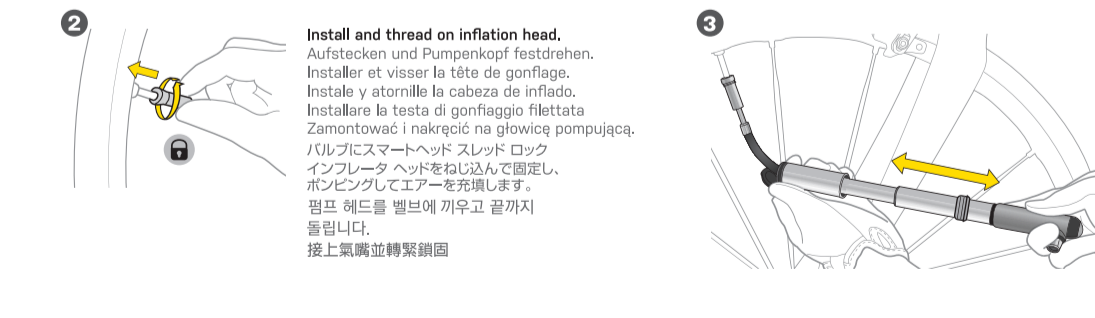 2
Install and thread on inflation head.
Aufstecken und Pumpenkopf festdrehen.
Installer et visser la tête de gonflage.
Instale y atornille la cabeza de inflado.
Installare la testa di gonfiaggio filettata
Zamontować i nakręcić na głowicę pompującą.
バルブにスマートヘッド スレッド ロック
インフレータ ヘッドをねじ込んで固定し、
ポンピングしてエアーを充填します。
펌프 헤드를 벨브에 끼우고 끝까지
돌립니다.
接上氣嘴並轉緊鎖固
3